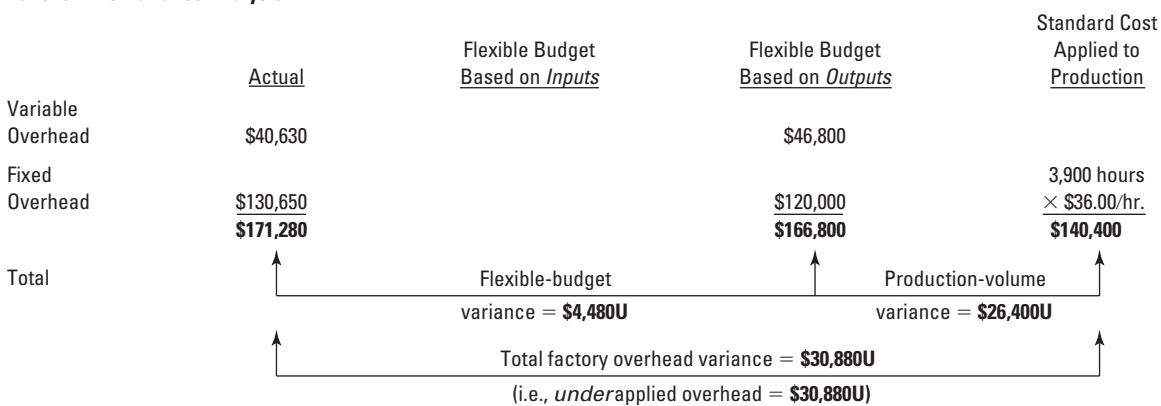 Standard Cost
Flexible Budget Flexible Budget Applied to
Actual Based on Inputs Based on Outputs Production
Variable
Overhead $40,630 $46,800
Fixed 3,900 hours
Overhead $130,650 $120,000 × $36.00/hr.
$171,280 $166,800 $140,400
Total Flexible-budget Production-volume
variance = $4,480U variance = $26,400U
Total factory overhead variance = $30,880U
(i.e., underapplied overhead = $30,880U)